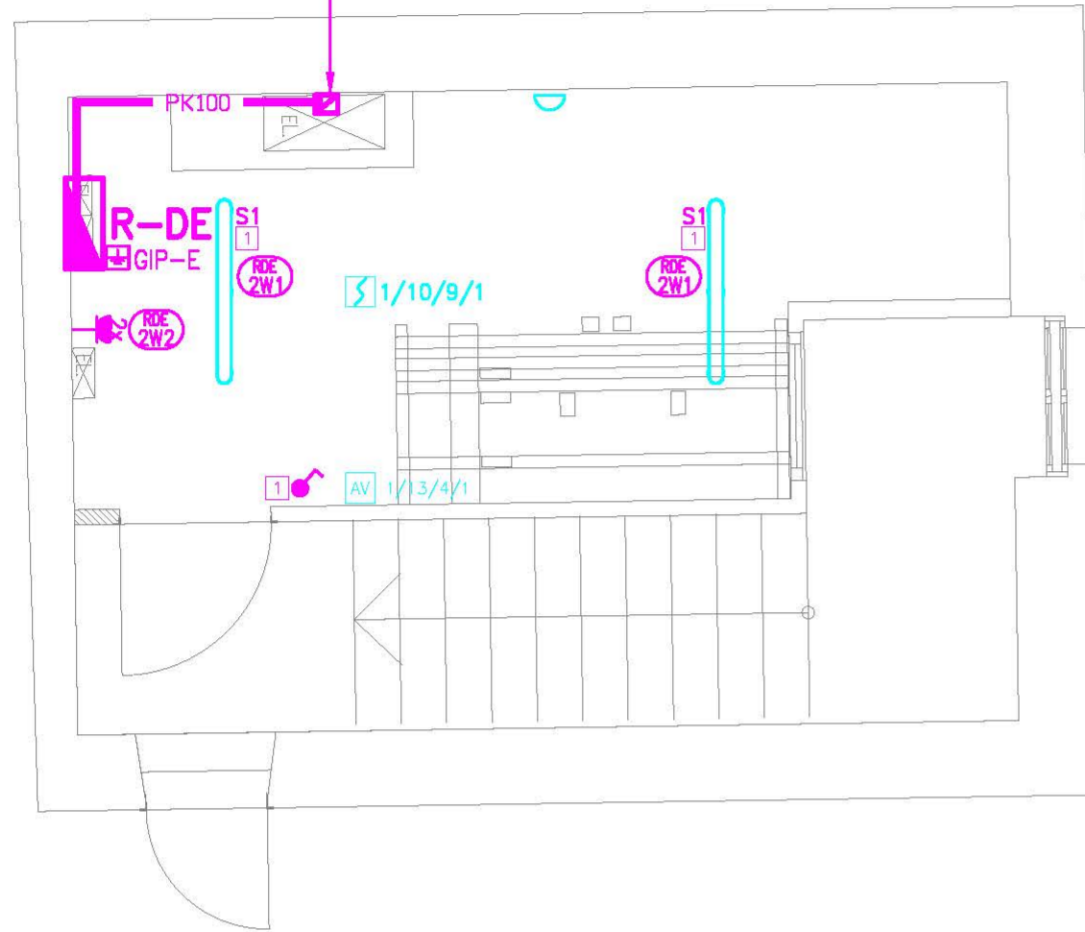 PK100
EL.
R-DE
GIP-E
S1
1
RDE
2W1
S1
1
RDE
2W1
1/10/9/1
2x
RDE
2W2
EL.
1
AV 1/13/4/1